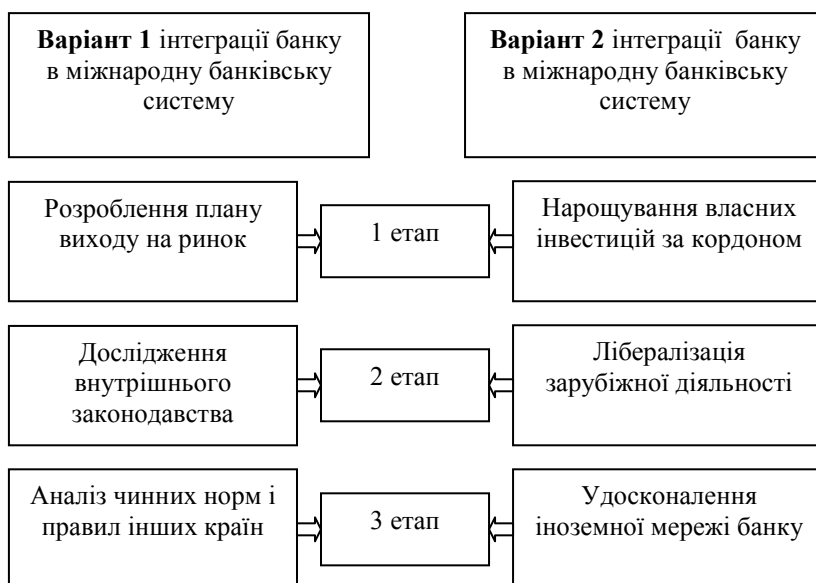 Варіант 1 інтеграції банку
в міжнародну банківську
систему
Варіант 2 інтеграції банку
в міжнародну банківську
систему
Розроблення плану
виходу на ринок
1 етап
Нарощування власних
інвестицій за кордоном
Дослідження
внутрішнього
законодавства
2 етап
Лібералізація
зарубіжної діяльності
Аналіз чинних норм і
правил інших країн
3 етап
Удосконалення
іноземної мережі банку